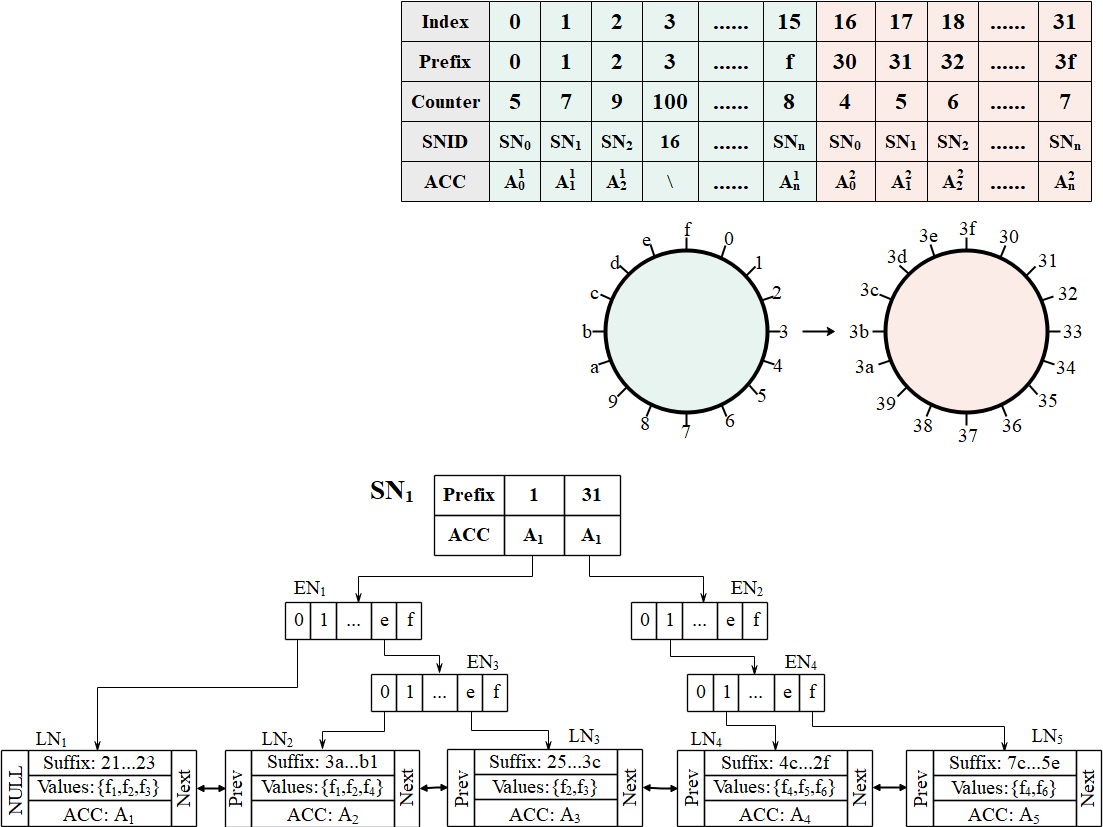 Index 0 1 2 3 ...... 15 16 17 18 ...... 31
Prefix 0 1 2 3 ...... f 30 31 32 ...... 3f
Counter 5 7 9 100 ...... 8 4 5 6 ...... 7
SNID SN₀ SN₁ SN₂ 16 ...... SNₙ SN₀ SN₁ SN₂ ...... SNₙ
ACC A₀¹ A₁¹ A₂¹ \ ...... Aₙ¹ A₀² A₁² A₂² ...... Aₙ²
f 0 1 2 3 4 5 6 7 8 9 a b c d e
3f 30 31 32 33 34 35 36 37 38 39 3a 3b 3c 3d 3e
SN₁
Prefix 1 31
ACC A₁ A₁
EN₁
0 1 ... e f
EN₂
0 1 ... e f
EN₃
0 1 ... e f
EN₄
0 1 ... e f
LN₁
NULL
Suffix: 21...23
Values:{f₁,f₂,f₃}
ACC: A₁
Next
LN₂
Prev
Suffix: 3a...b1
Values:{f₁,f₂,f₄}
ACC: A₂
Next
LN₃
Prev
Suffix: 25...3c
Values:{f₂,f₃}
ACC: A₃
Next
LN₄
Prev
Suffix: 4c...2f
Values:{f₄,f₅,f₆}
ACC: A₄
Next
LN₅
Prev
Suffix: 7c...5e
Values:{f₄,f₆}
ACC: A₅
Next